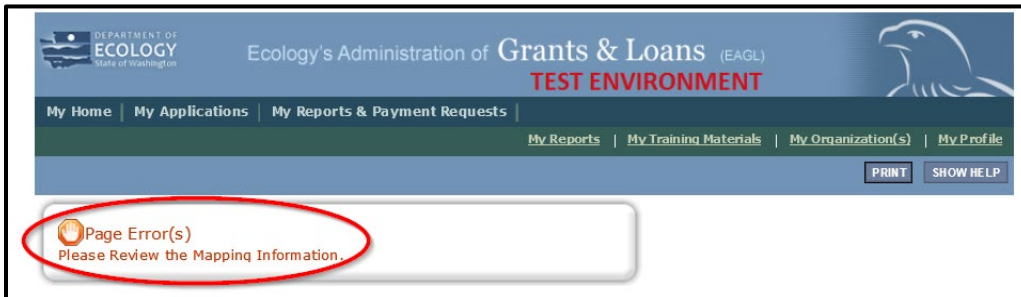 DEPARTMENT OF
ECOLOGY
State of Washington
Ecology's Administration of Grants & Loans (EAGL)
TEST ENVIRONMENT
My Home | My Applications | My Reports & Payment Requests |
My Reports | My Training Materials | My Organization(s) | My Profile
PRINT SHOW HELP
Page Error(s)
Please Review the Mapping Information.